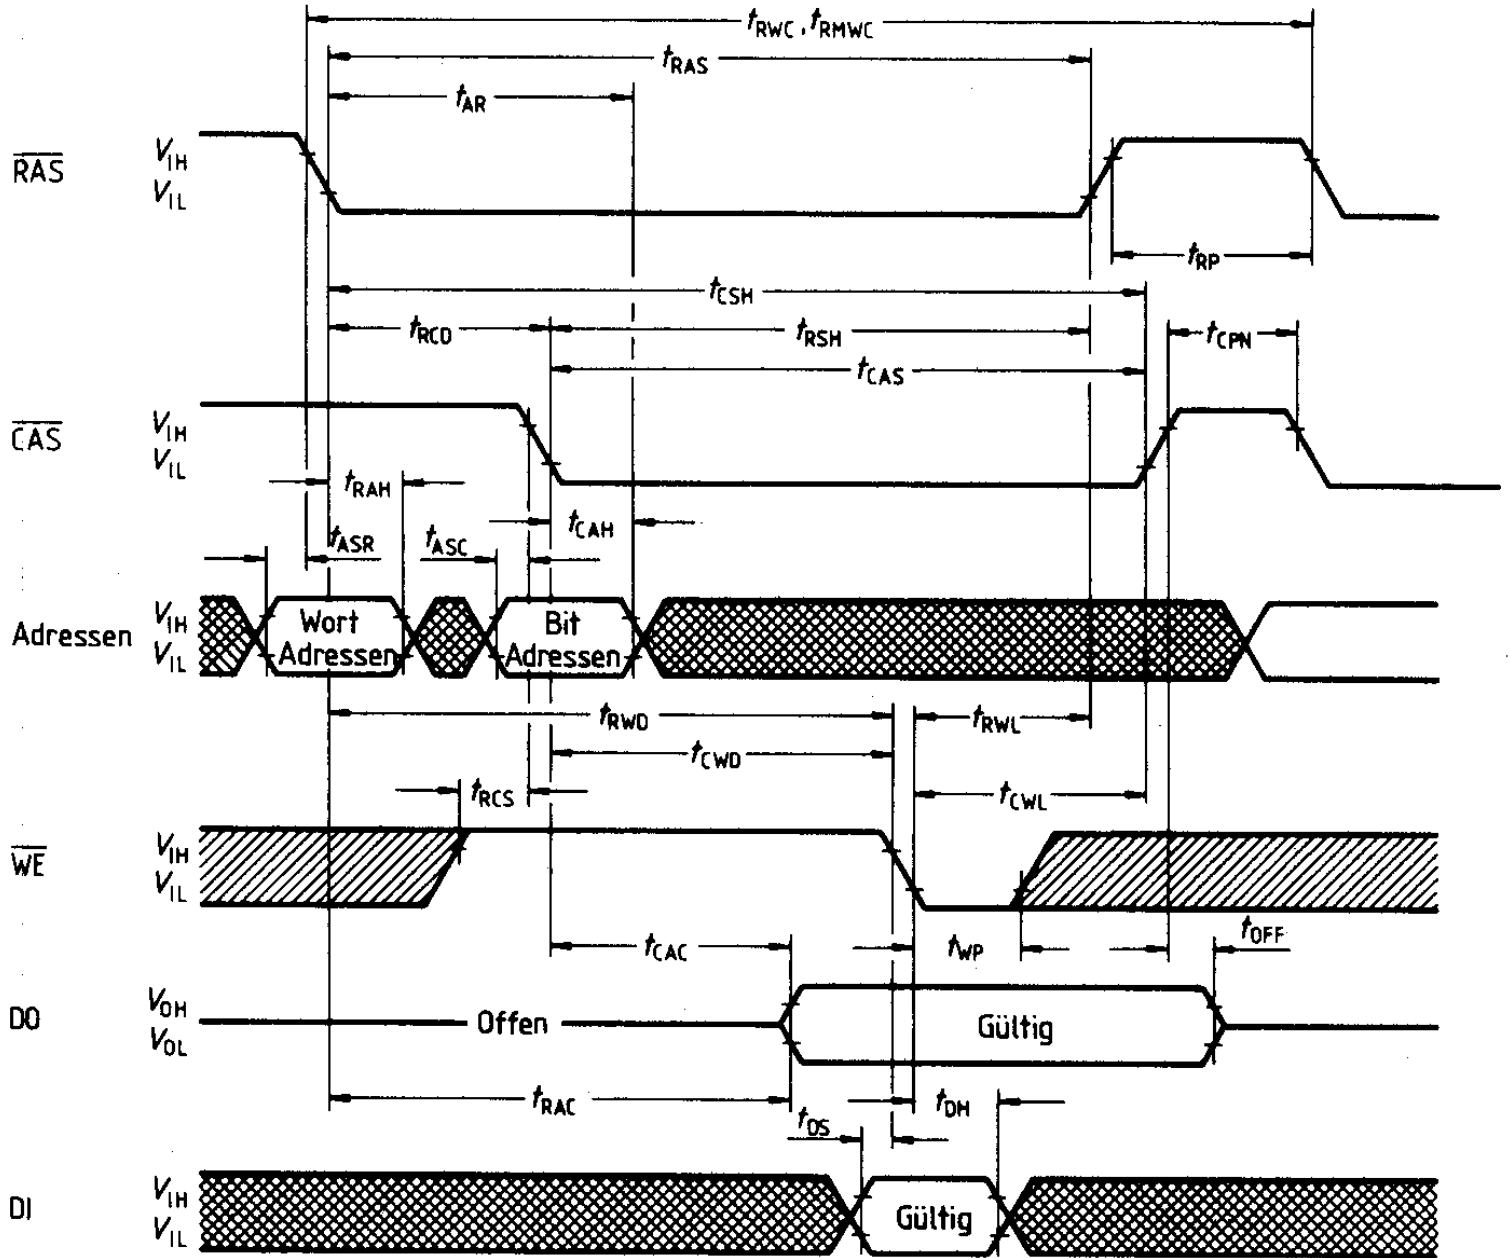 tRWC, tRMWC
tRAS
tAR
RAS
VIH
VIL
tRP
tCSH
tRCD
tRSH
tCPN
tCAS
CAS
VIH
VIL
tRAH
tCAH
tASR
tASC
Adressen
VIH
VIL
Wort
Adressen
Bit
Adressen
tRWD
tRWL
tCWD
tRCS
tCWL
WE
VIH
VIL
tCAC
tWP
tOFF
DO
VOH
VOL
Offen
Gültig
tRAC
tDH
tDS
DI
VIH
VIL
Gültig